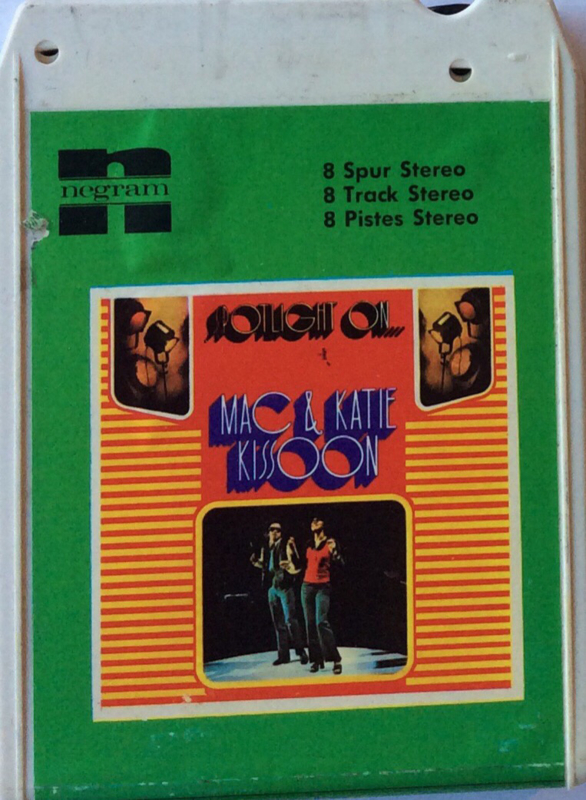 negram
8 Spur Stereo
8 Track Stereo
8 Pistes Stereo
SPOTLIGHT ON...
MAC & KATIE
KISSOON